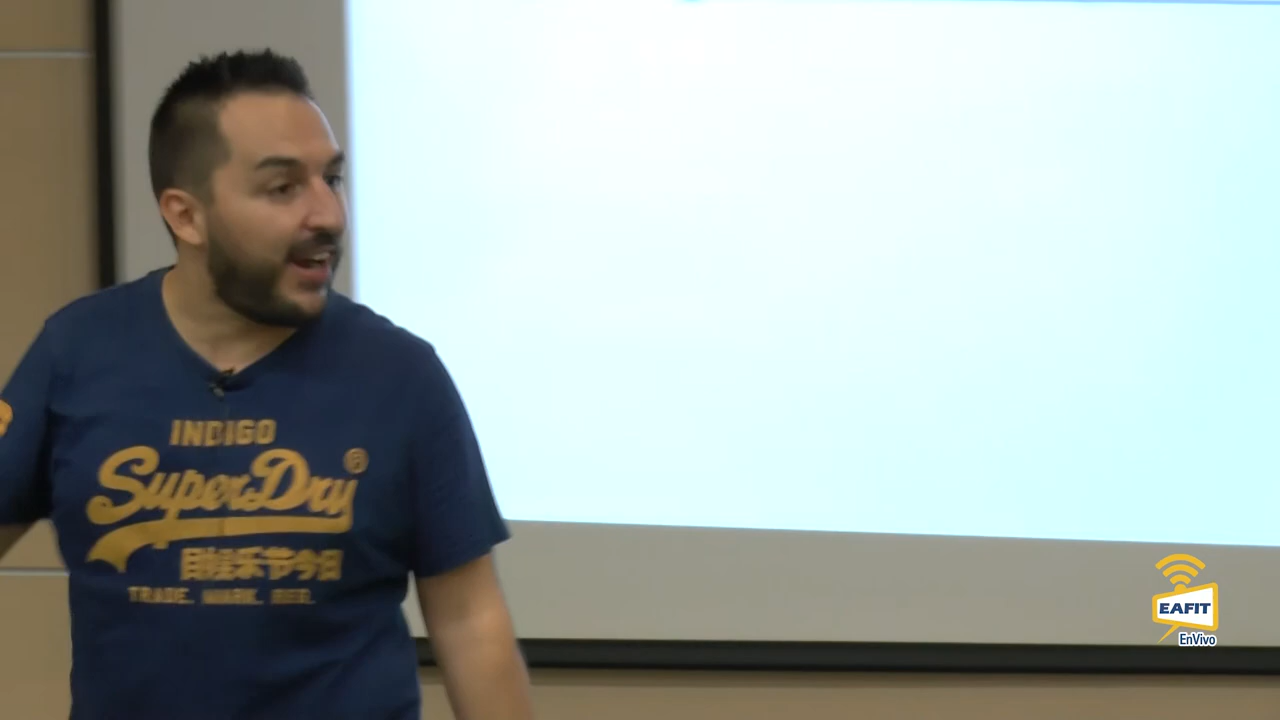 INDIGO
SuperDry®
TRADE. MARK. REG.
EAFIT
EnVivo